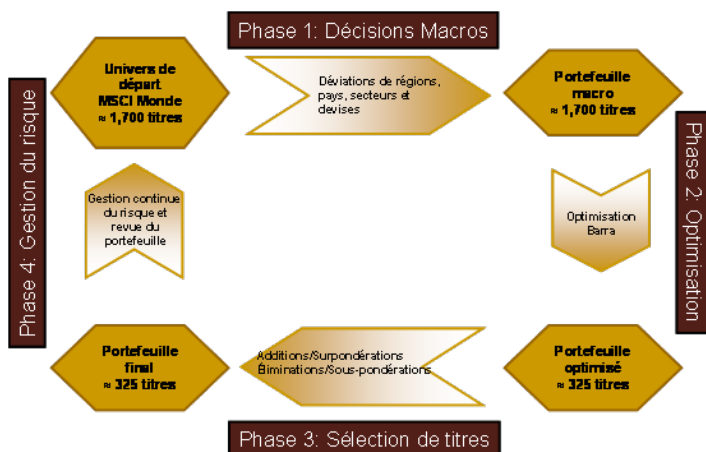 Phase 1: Décisions Macros
Univers de
départ
MSCI Monde
≈ 1,700 titres
Déviations de régions,
pays, secteurs et
devises
Portefeuille
macro
≈ 1,700 titres
Phase 2: Optimisation
Optimisation
Barra
Portefeuille
optimisé
≈ 325 titres
Phase 3: Sélection de titres
Additions/Surpondérations
Éliminations/Sous-pondérations
Portefeuille
final
≈ 325 titres
Phase 4: Gestion du risque
Gestion continue
du risque et
revue du
portefeuille